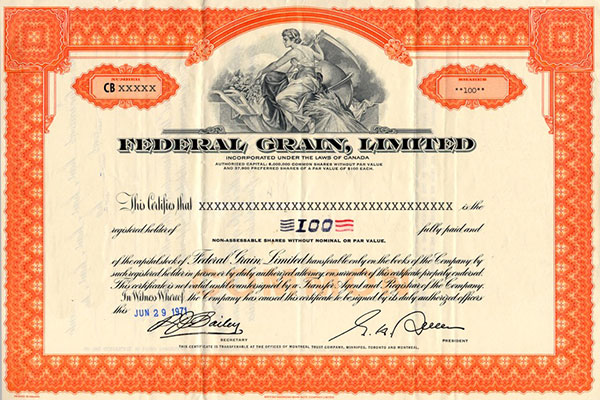 NUMBER
SHARES
CB XXXXX
**100**
FEDERAL GRAIN, LIMITED
INCORPORATED UNDER THE LAWS OF CANADA
AUTHORIZED CAPITAL: 6,000,000 COMMON SHARES WITHOUT PAR VALUE
AND 37,900 PREFERRED SHARES OF A PAR VALUE OF $100 EACH.
This Certifies that XXXXXXXXXXXXXXXXXXXXXXXXXXXXXXXXXX is the
registered holder of 100 fully paid and
NON-ASSESSABLE SHARES WITHOUT NOMINAL OR PAR VALUE.
of the capital stock of Federal Grain, Limited transferable only on the books of the Company by
such registered holder in person or by duly authorized attorney, on surrender of this certificate properly endorsed.
This certificate is not valid until countersigned by a Transfer Agent and Registrar of the Company.
In Witness Whereof the Company has caused this certificate to be signed by its duly authorized officers
this JUN 29 1971
Bailey
SECRETARY
PRESIDENT
THIS CERTIFICATE IS TRANSFERABLE AT THE OFFICES OF MONTREAL TRUST COMPANY, WINNIPEG, TORONTO AND MONTREAL.